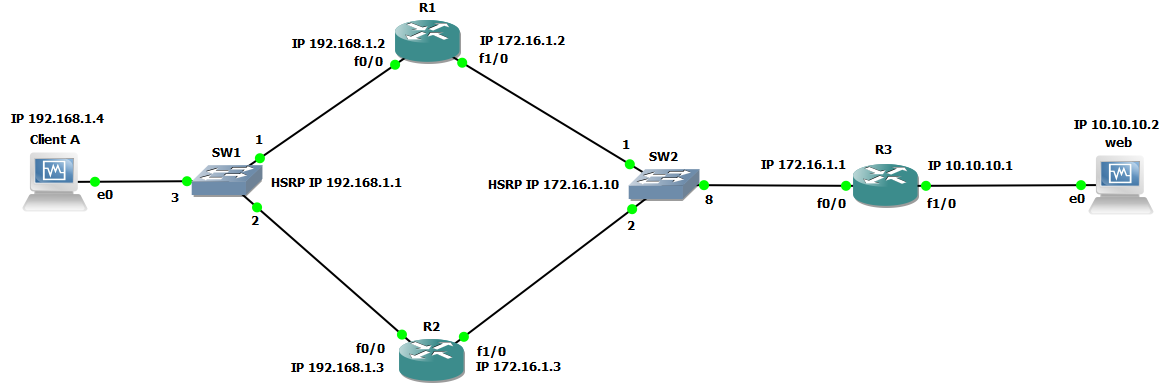 R1
IP 192.168.1.2
f0/0
IP 172.16.1.2
f1/0
IP 192.168.1.4
Client A
e0
3
SW1
1
2
HSRP IP 192.168.1.1
HSRP IP 172.16.1.10
1
SW2
2
8
IP 172.16.1.1
f0/0
R3
IP 10.10.10.1
f1/0
IP 10.10.10.2
web
e0
R2
f0/0
IP 192.168.1.3
f1/0
IP 172.16.1.3